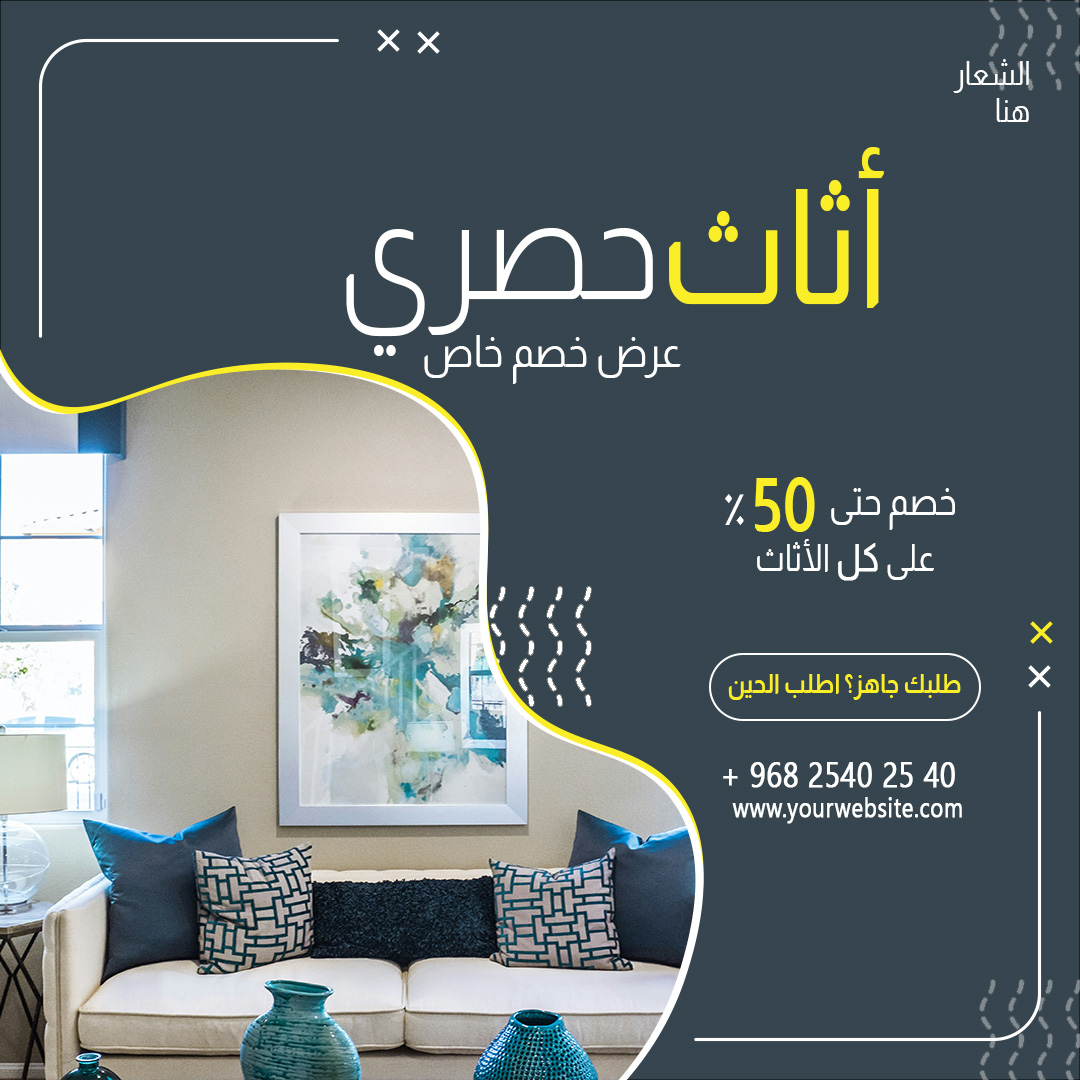 الشعار
هنا
أثاث حصري
عرض خصم خاص
خصم حتى 50٪
على كل الأثاث
طلبك جاهز؟ اطلب الحين
+ 968 2540 25 40
www.yourwebsite.com